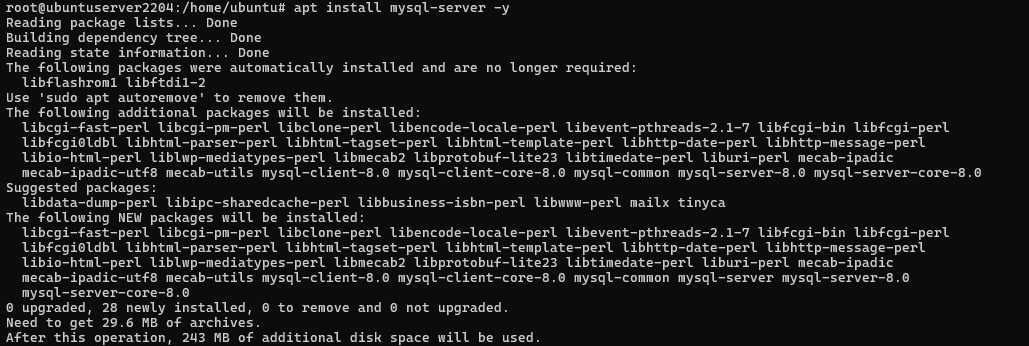 root@ubuntuserver2204:/home/ubuntu# apt install mysql-server -y
Reading package lists... Done
Building dependency tree... Done
Reading state information... Done
The following packages were automatically installed and are no longer required:
  libflashrom1 libftdi1-2
Use 'sudo apt autoremove' to remove them.
The following additional packages will be installed:
  libcgi-fast-perl libcgi-pm-perl libclone-perl libencode-locale-perl libevent-pthreads-2.1-7 libfcgi-bin libfcgi-perl
  libfcgi0ldbl libhtml-parser-perl libhtml-tagset-perl libhtml-template-perl libhttp-date-perl libhttp-message-perl
  libio-html-perl liblwp-mediatypes-perl libmecab2 libprotobuf-lite23 libtimedate-perl liburi-perl mecab-ipadic
  mecab-ipadic-utf8 mecab-utils mysql-client-8.0 mysql-client-core-8.0 mysql-common mysql-server-8.0 mysql-server-core-8.0
Suggested packages:
  libdata-dump-perl libipc-sharedcache-perl libbusiness-isbn-perl libwww-perl mailx tinyca
The following NEW packages will be installed:
  libcgi-fast-perl libcgi-pm-perl libclone-perl libencode-locale-perl libevent-pthreads-2.1-7 libfcgi-bin libfcgi-perl
  libfcgi0ldbl libhtml-parser-perl libhtml-tagset-perl libhtml-template-perl libhttp-date-perl libhttp-message-perl
  libio-html-perl liblwp-mediatypes-perl libmecab2 libprotobuf-lite23 libtimedate-perl liburi-perl mecab-ipadic
  mecab-ipadic-utf8 mecab-utils mysql-client-8.0 mysql-client-core-8.0 mysql-common mysql-server mysql-server-8.0
  mysql-server-core-8.0
0 upgraded, 28 newly installed, 0 to remove and 0 not upgraded.
Need to get 29.6 MB of archives.
After this operation, 243 MB of additional disk space will be used.